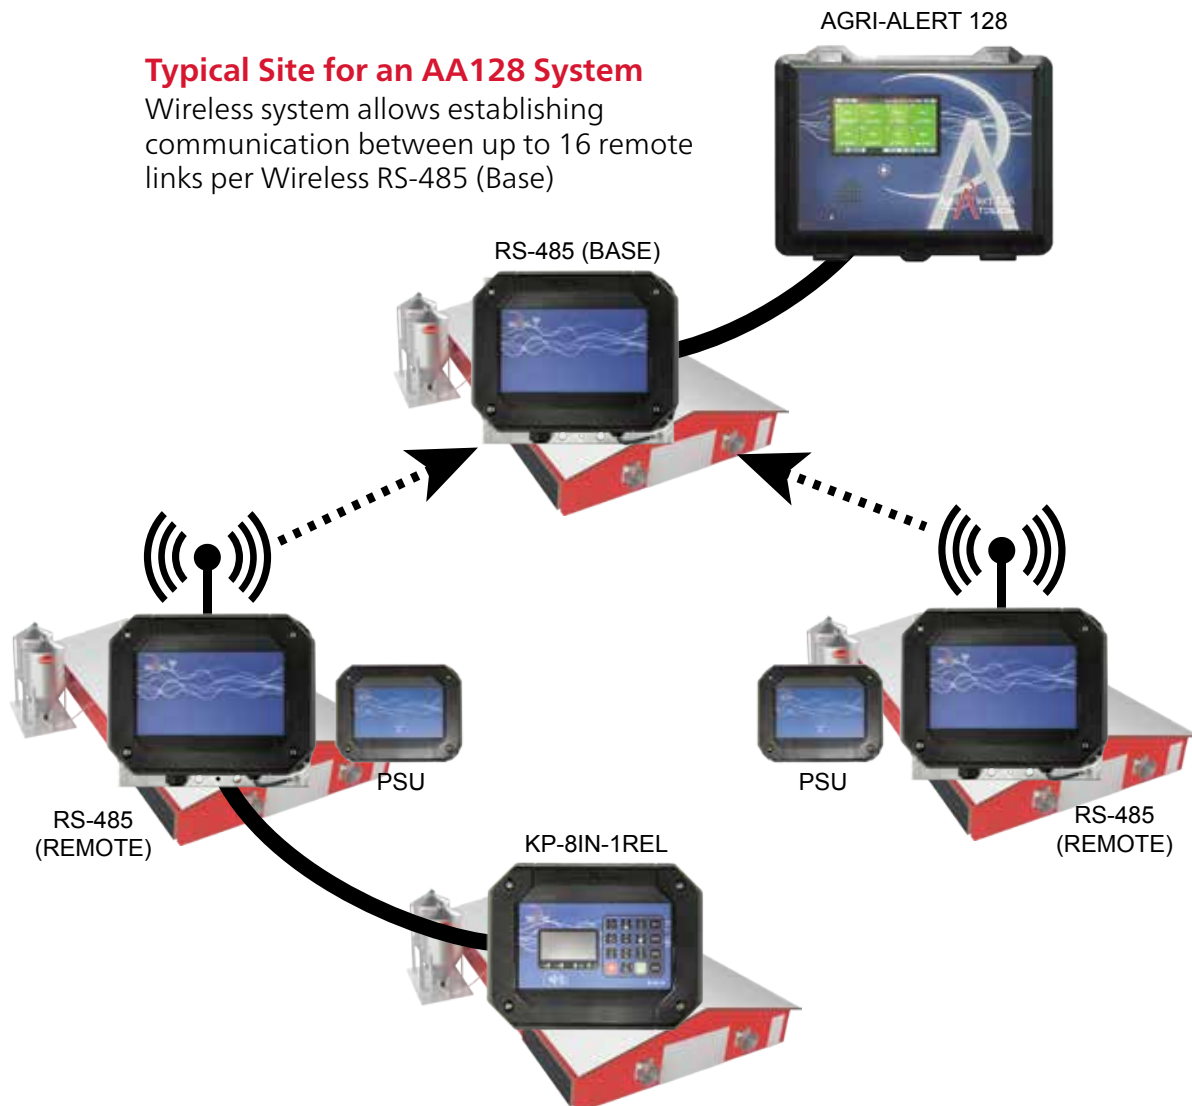 AGRI-ALERT 128
Typical Site for an AA128 System
Wireless system allows establishing
communication between up to 16 remote
links per Wireless RS-485 (Base)
RS-485 (BASE)
PSU
PSU
RS-485
(REMOTE)
RS-485
(REMOTE)
KP-8IN-1REL